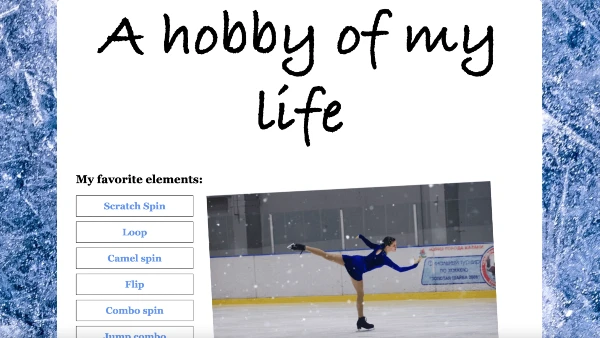 A hobby of my
life
My favorite elements:
Scratch Spin
Loop
Camel spin
Flip
Combo spin
Jump combo